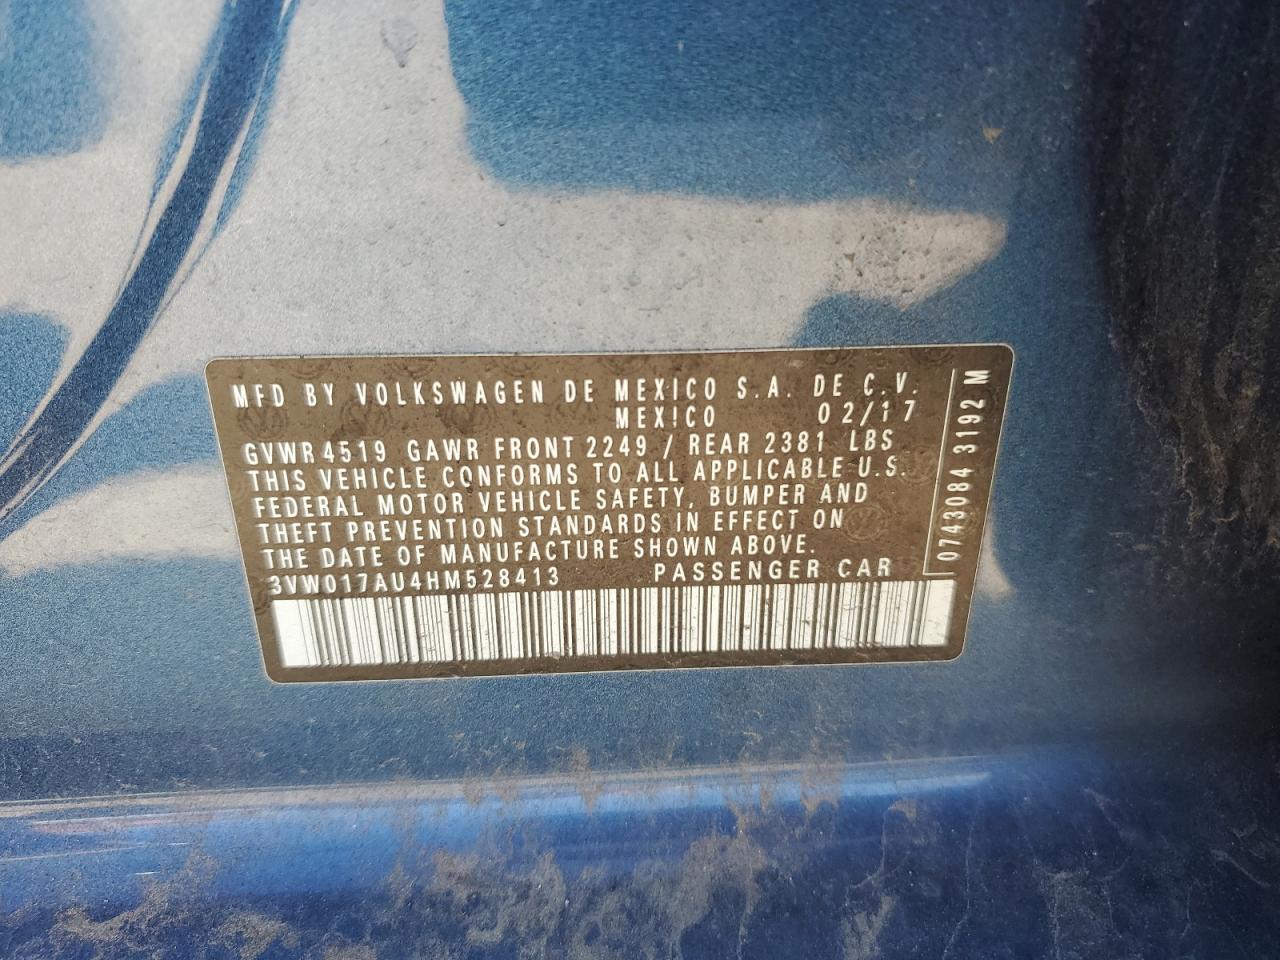 MFD BY VOLKSWAGEN DE MEXICO S.A. DE C.V.
MEXICO 02/17
GVWR 4519 GAWR FRONT 2249 / REAR 2381 LBS
THIS VEHICLE CONFORMS TO ALL APPLICABLE U.S.
FEDERAL MOTOR VEHICLE SAFETY, BUMPER AND
THEFT PREVENTION STANDARDS IN EFFECT ON
THE DATE OF MANUFACTURE SHOWN ABOVE.
3VW017AU4HM528413 PASSENGER CAR
0743084 3192 M